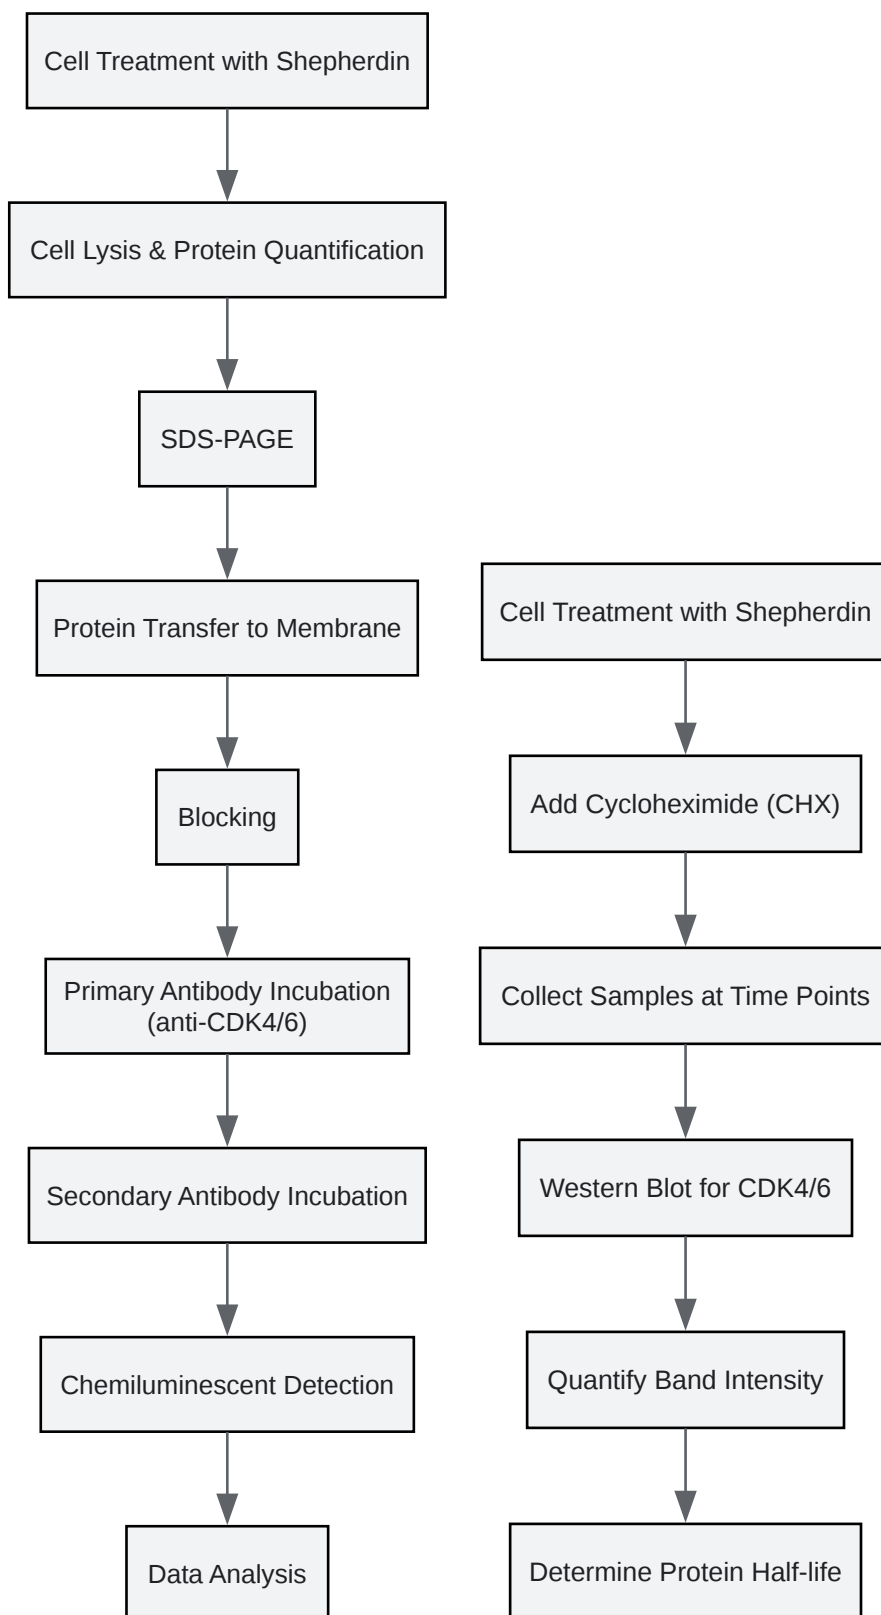 Cell Treatment with Shepherdin
Cell Lysis & Protein Quantification
SDS-PAGE
Protein Transfer to Membrane
Blocking
Primary Antibody Incubation
(anti-CDK4/6)
Secondary Antibody Incubation
Chemiluminescent Detection
Data Analysis
Cell Treatment with Shepherdin
Add Cycloheximide (CHX)
Collect Samples at Time Points
Western Blot for CDK4/6
Quantify Band Intensity
Determine Protein Half-life